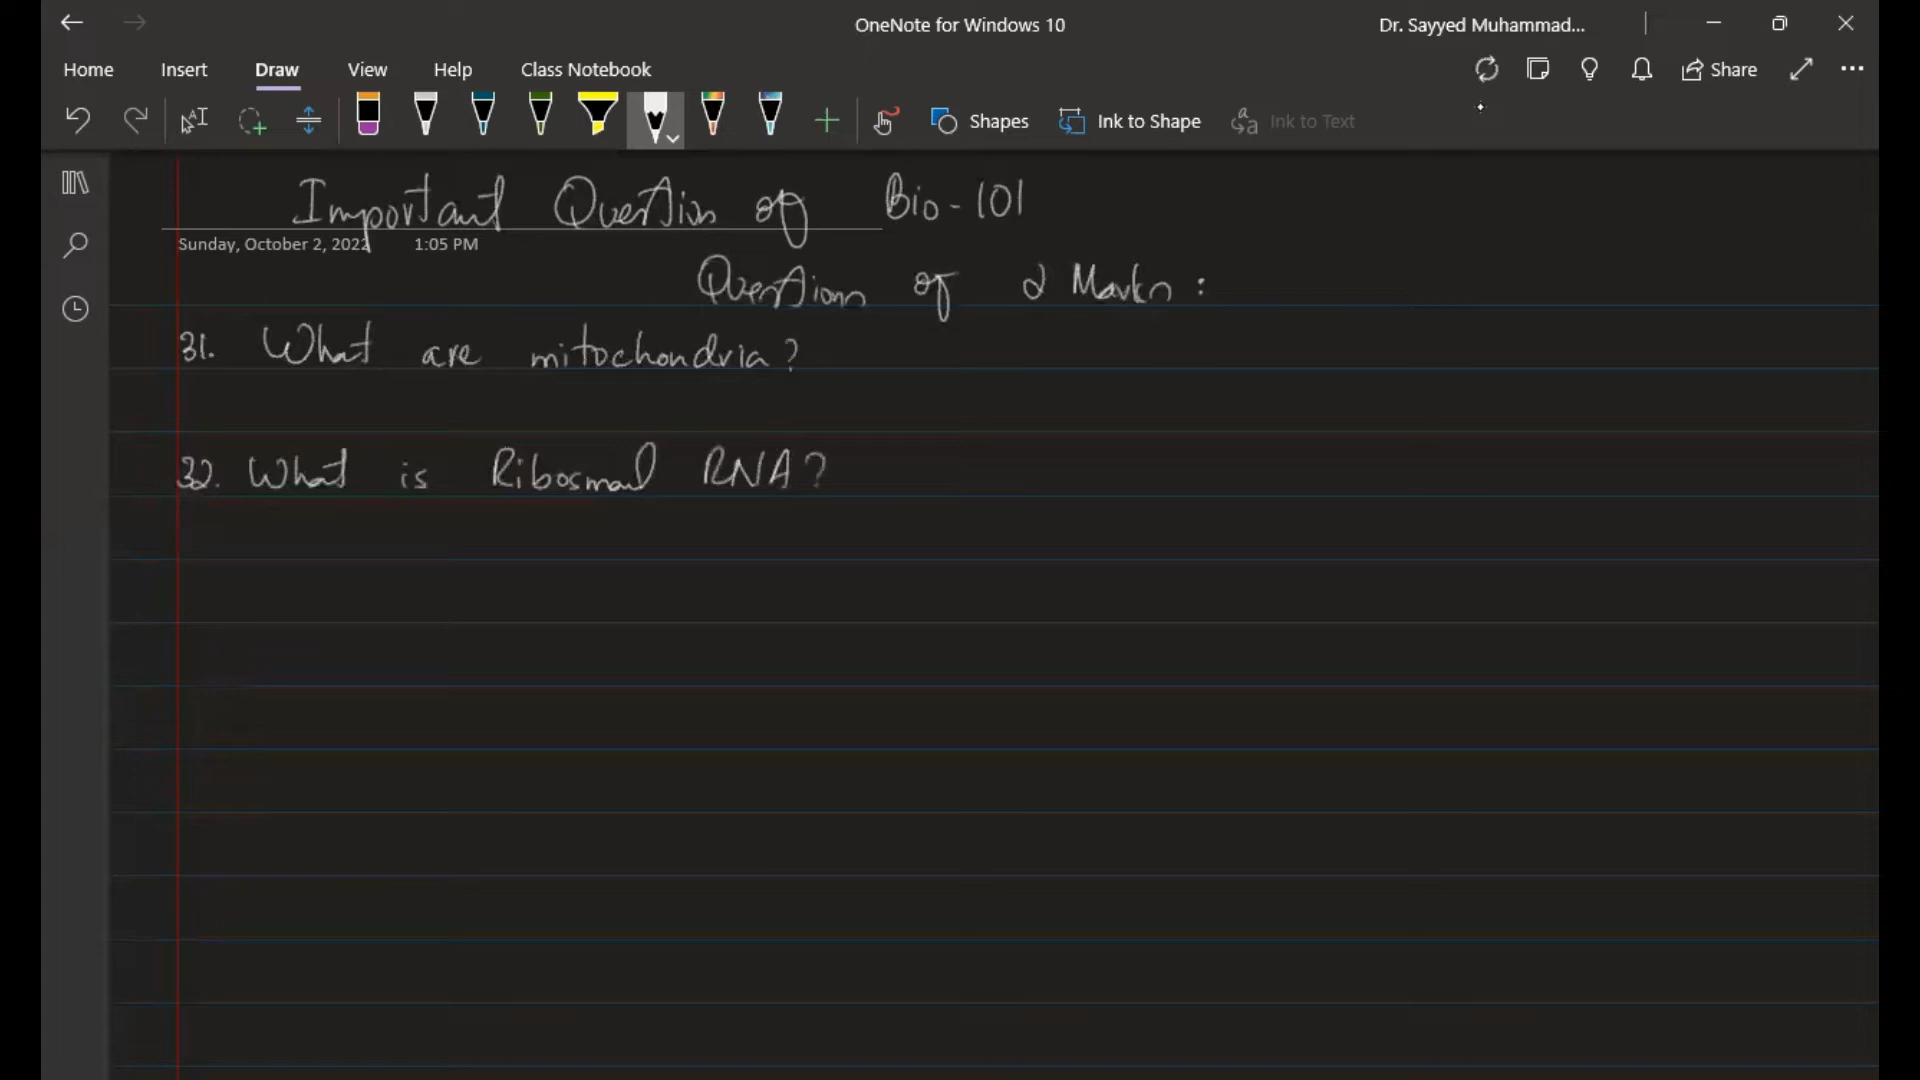 OneNote for Windows 10
Dr. Sayyed Muhammad...
Home Insert Draw View Help Class Notebook
Share
Shapes Ink to Shape Ink to Text
Important Question of Bio-101
Sunday, October 2, 2022 1:05 PM
Questions of 2 Marks :
31. What are mitochondria?
32. What is Ribosmal RNA?